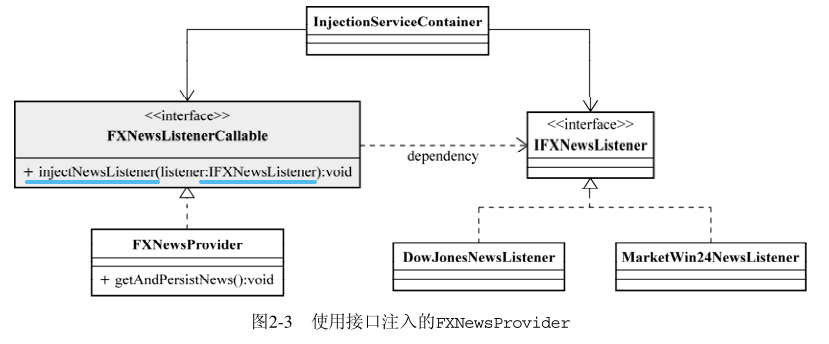 InjectionServiceContainer
<<interface>>
FXNewsListenerCallable
+ injectNewsListener(listener:IFXNewsListener):void
dependency
<<interface>>
IFXNewsListener
FXNewsProvider
+ getAndPersistNews():void
DowJonesNewsListener
MarketWin24NewsListener
图2-3 使用接口注入的FXNewsProvider